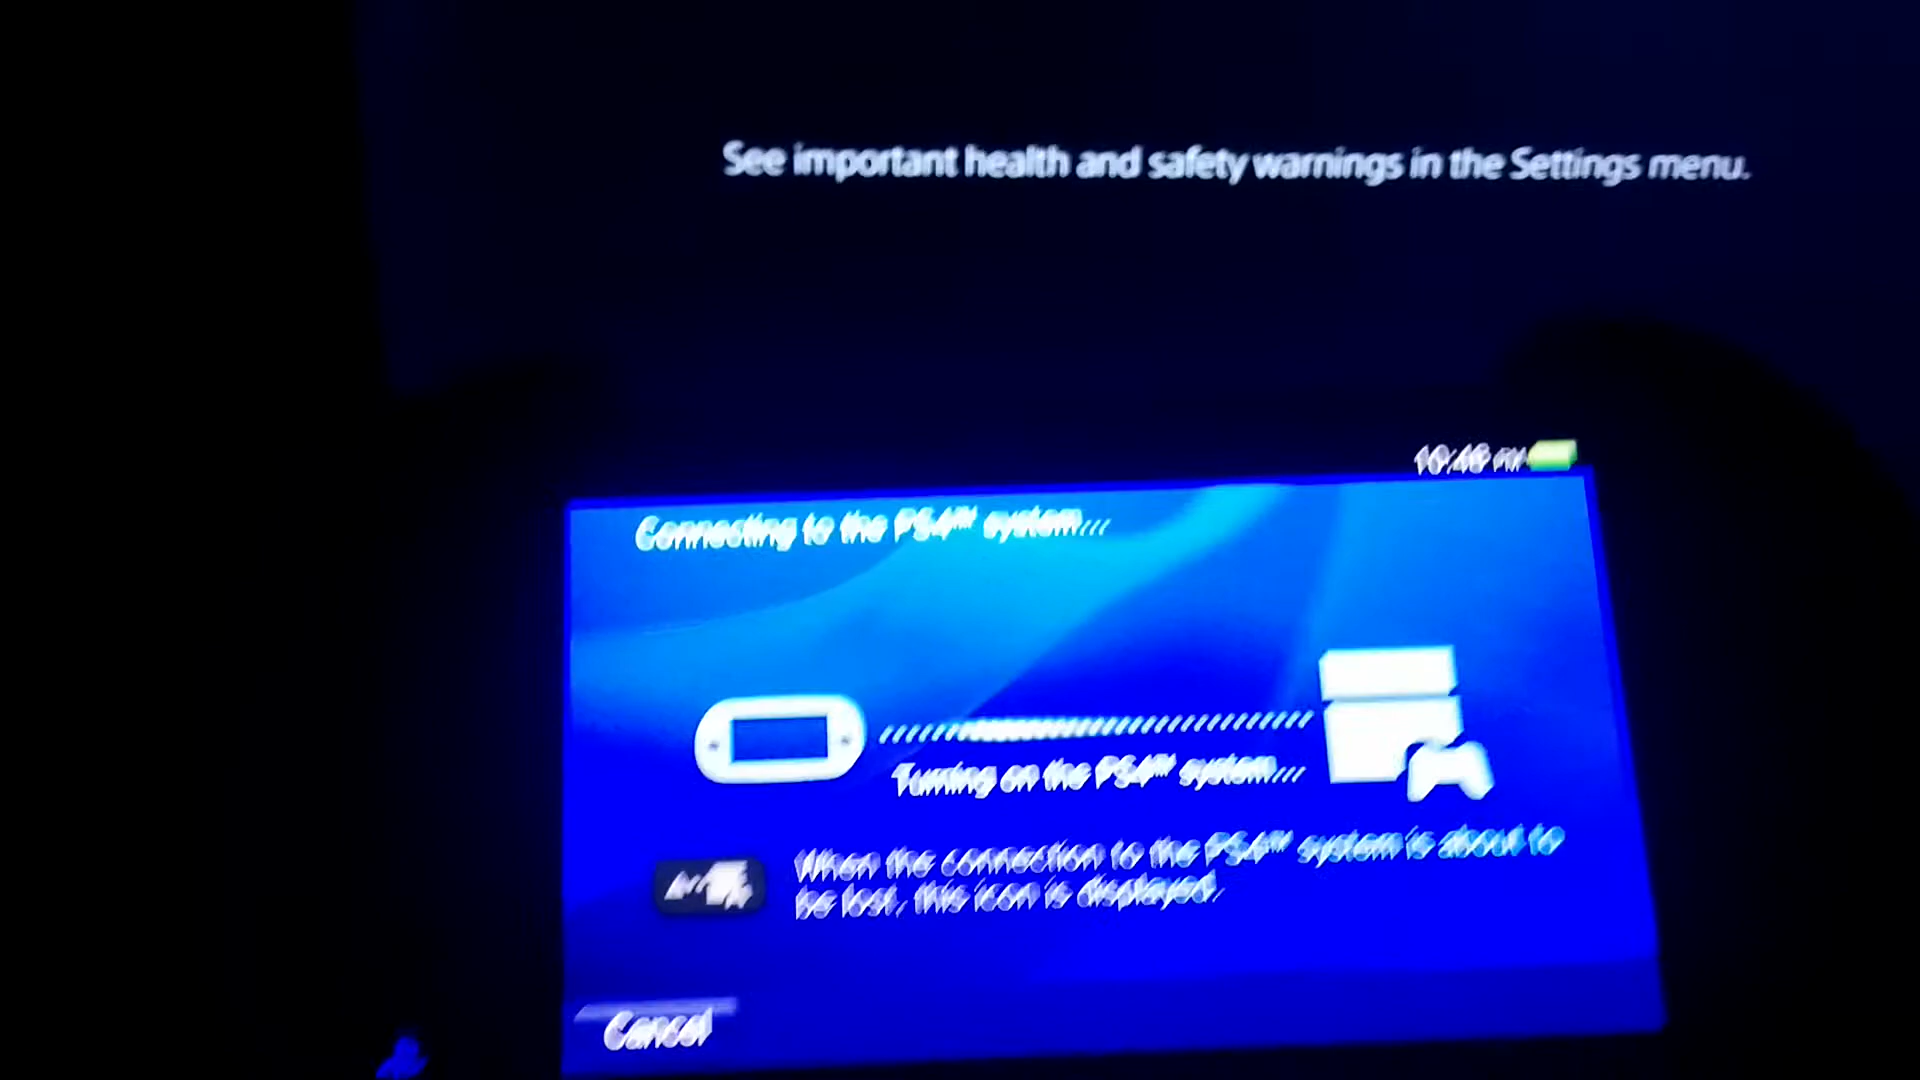 See important health and safety warnings in the Settings menu.
10:48 PM
Connecting to the PS4™ system...
Turning on the PS4™ system...
When the connection to the PS4™ system is about to
be lost, this icon is displayed.
Cancel